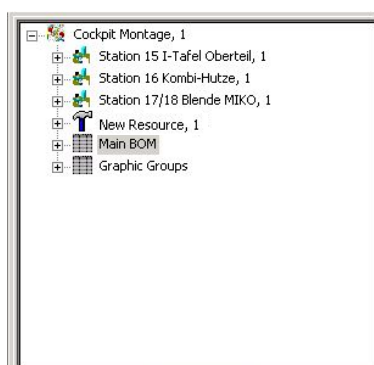 Cockpit Montage, 1
Station 15 I-Tafel Oberteil, 1
Station 16 Kombi-Hutze, 1
Station 17/18 Blende MIKO, 1
New Resource, 1
Main BOM
Graphic Groups